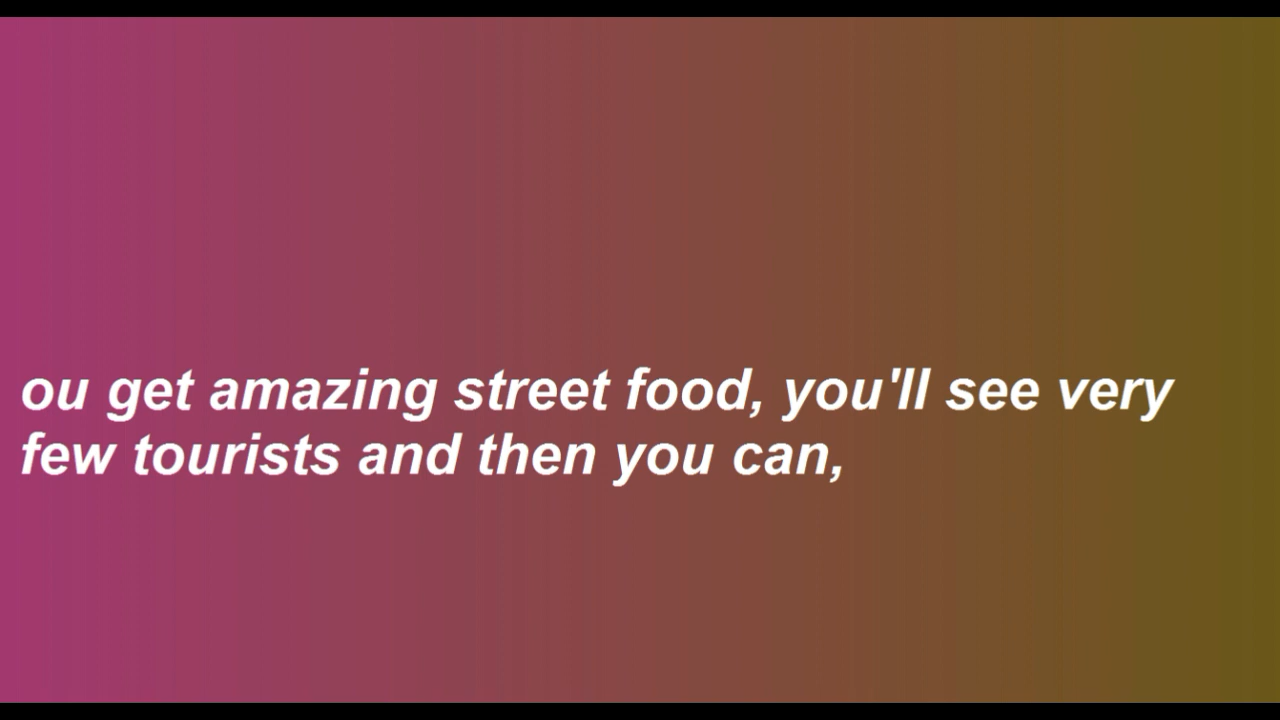 ou get amazing street food, you'll see very
few tourists and then you can,